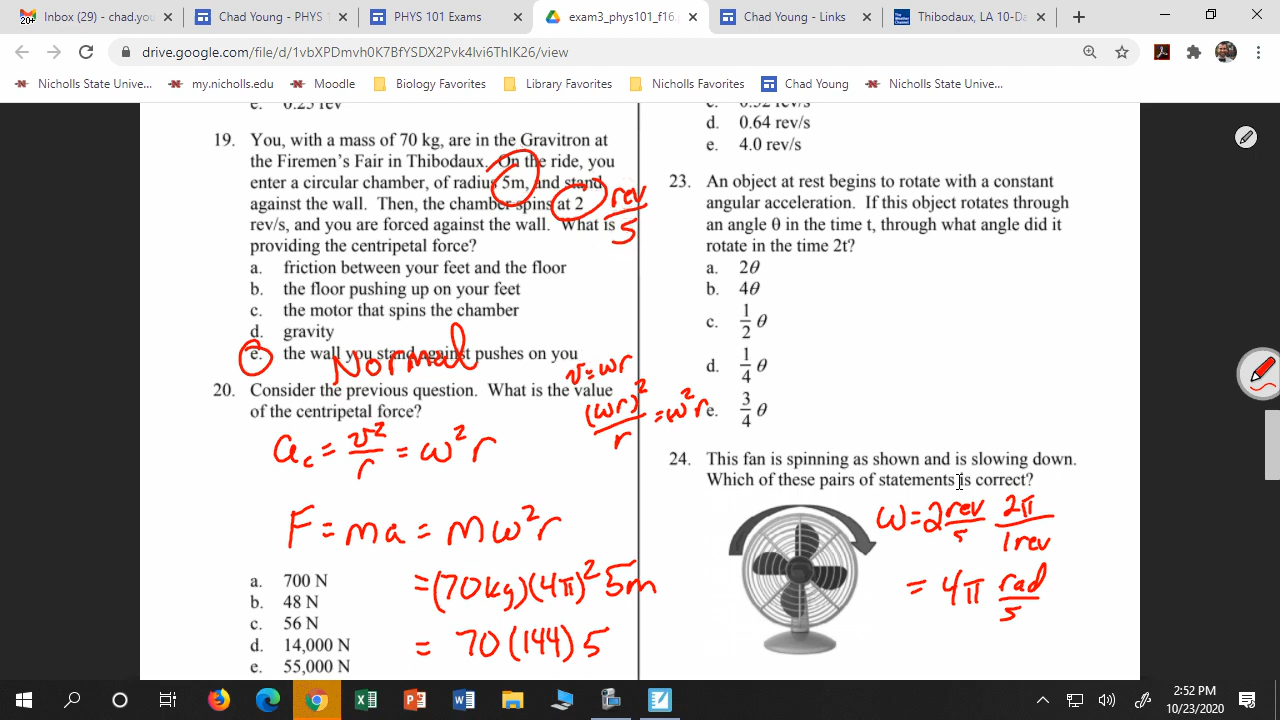 Inbox (29) - chad.you
Chad Young - PHYS 1
PHYS 101 Exams
exam3_phys101_f16.p
Chad Young - Links
Thibodaux, LA 10-Da
drive.google.com/file/d/1vbXPDmvh0K7BfYSDX2Pvk4lvi6ThIK26/view
Nicholls State Unive...
my.nicholls.edu
Moodle
Biology Favorites
Library Favorites
Nicholls Favorites
Chad Young
Nicholls State Unive...
e. 0.25 rev
19. You, with a mass of 70 kg, are in the Gravitron at
the Firemen's Fair in Thibodaux. On the ride, you
enter a circular chamber, of radius 5m, and stand
against the wall. Then, the chamber spins at 2
rev/s, and you are forced against the wall. What is
providing the centripetal force?
rev/s
a. friction between your feet and the floor
b. the floor pushing up on your feet
c. the motor that spins the chamber
d. gravity
e. the wall you stand against pushes on you
Normal
20. Consider the previous question. What is the value
of the centripetal force?
v=ωr
(ωr)²/r = ω²r
a_c = v²/r = ω²r
F = ma = mω²r
= (70kg)(4π)² 5m
= 70(144)5
a. 700 N
b. 48 N
c. 56 N
d. 14,000 N
e. 55,000 N
c. 0.32 rev/s
d. 0.64 rev/s
e. 4.0 rev/s
23. An object at rest begins to rotate with a constant
angular acceleration. If this object rotates through
an angle θ in the time t, through what angle did it
rotate in the time 2t?
a. 2θ
b. 4θ
c. 1/2 θ
d. 1/4 θ
e. 3/4 θ
24. This fan is spinning as shown and is slowing down.
Which of these pairs of statements is correct?
ω=2 rev/s 2π/1rev
= 4π rad/s
2:52 PM
10/23/2020